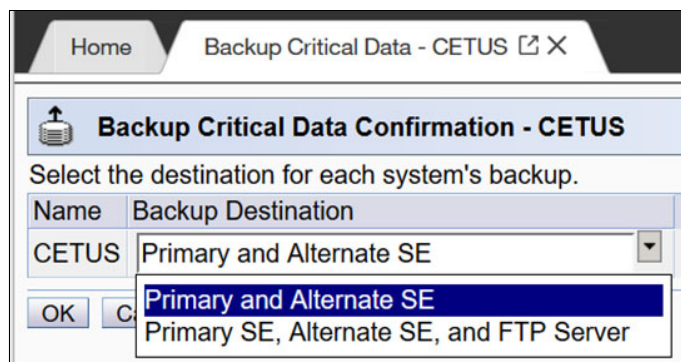 Home
Backup Critical Data - CETUS
Backup Critical Data Confirmation - CETUS
Select the destination for each system's backup.
Name Backup Destination
CETUS Primary and Alternate SE
Primary and Alternate SE
OK
Primary SE, Alternate SE, and FTP Server